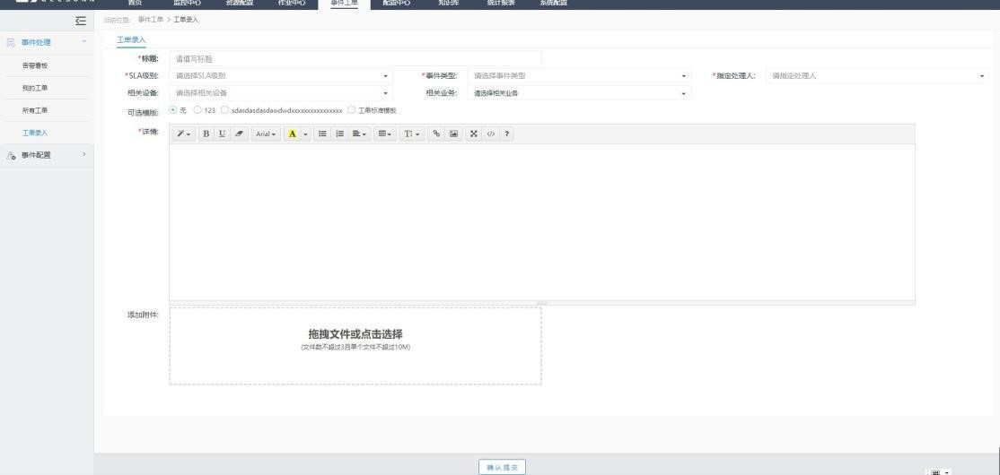 首页 监控中心 资源配置 作业中心 事件工单 配置中心 知识库 统计报表 系统配置
当前位置: 事件工单 > 工单录入
事件处理
告警看板
我的工单
所有工单
工单录入
事件配置
工单录入
*标题: 请填写标题
*SLA级别: 请选择SLA级别 *事件类型: 请选择事件类型 *指定处理人: 请指定处理人
相关设备: 请选择相关设备 相关业务: 请选择相关业务
可选模版: 无 123 sdasdasdasdawdwdxxxxxxxxxxxxxxx 工单标准模板
*详情: B U Arial A T </> ?
添加附件: 拖拽文件或点击选择
(文件数不超过3且单个文件不超过10M)
确认提交